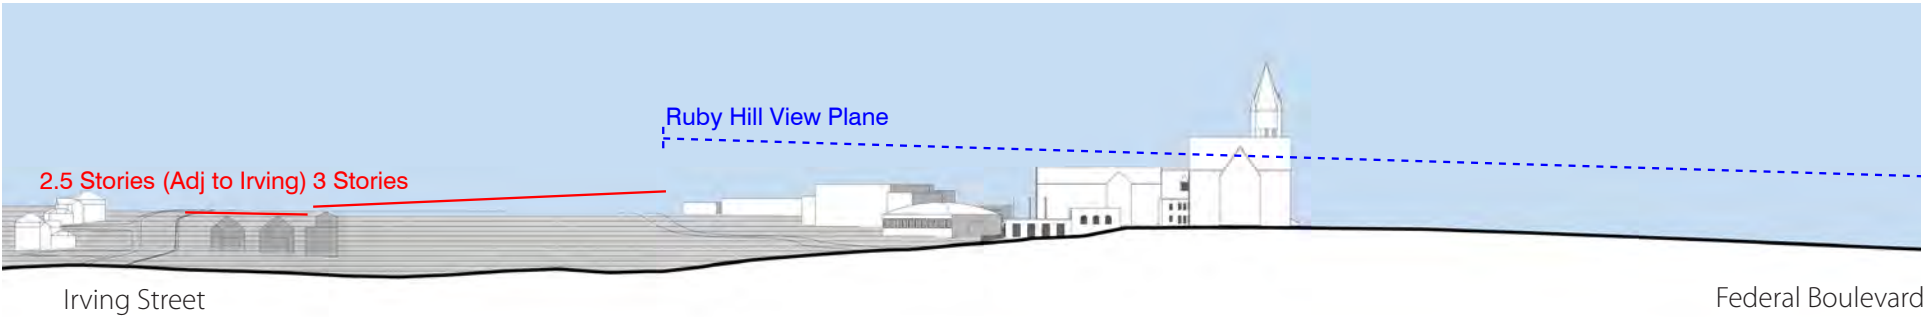 Ruby Hill View Plane
2.5 Stories (Adj to Irving) 3 Stories
Irving Street
Federal Boulevard